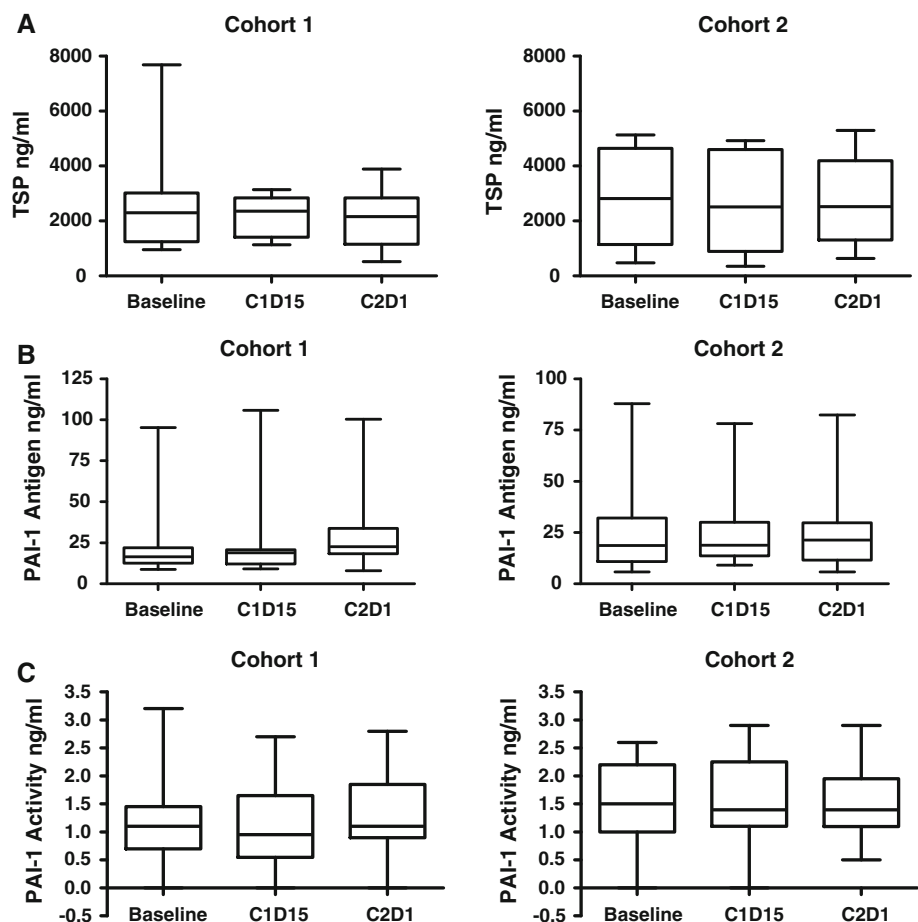 A
Cohort 1
Cohort 2
TSP ng/ml
8000
6000
4000
2000
0
Baseline C1D15 C2D1
TSP ng/ml
8000
6000
4000
2000
0
Baseline C1D15 C2D1
B
Cohort 1
Cohort 2
PAI-1 Antigen ng/ml
125
100
75
50
25
0
Baseline C1D15 C2D1
PAI-1 Antigen ng/ml
100
75
50
25
0
Baseline C1D15 C2D1
C
Cohort 1
Cohort 2
PAI-1 Activity ng/ml
3.5
3.0
2.5
2.0
1.5
1.0
0.5
0.0
-0.5
Baseline C1D15 C2D1
PAI-1 Activity ng/ml
3.5
3.0
2.5
2.0
1.5
1.0
0.5
0.0
-0.5
Baseline C1D15 C2D1